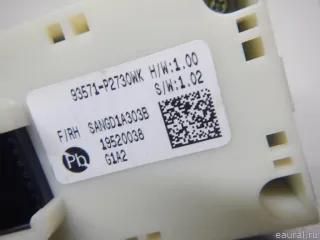 93571-P2730WK H/W:1.00
S/W:1.02
F/RH SANGD1A303B
19520038
G1A2
Pb
eaural.ru